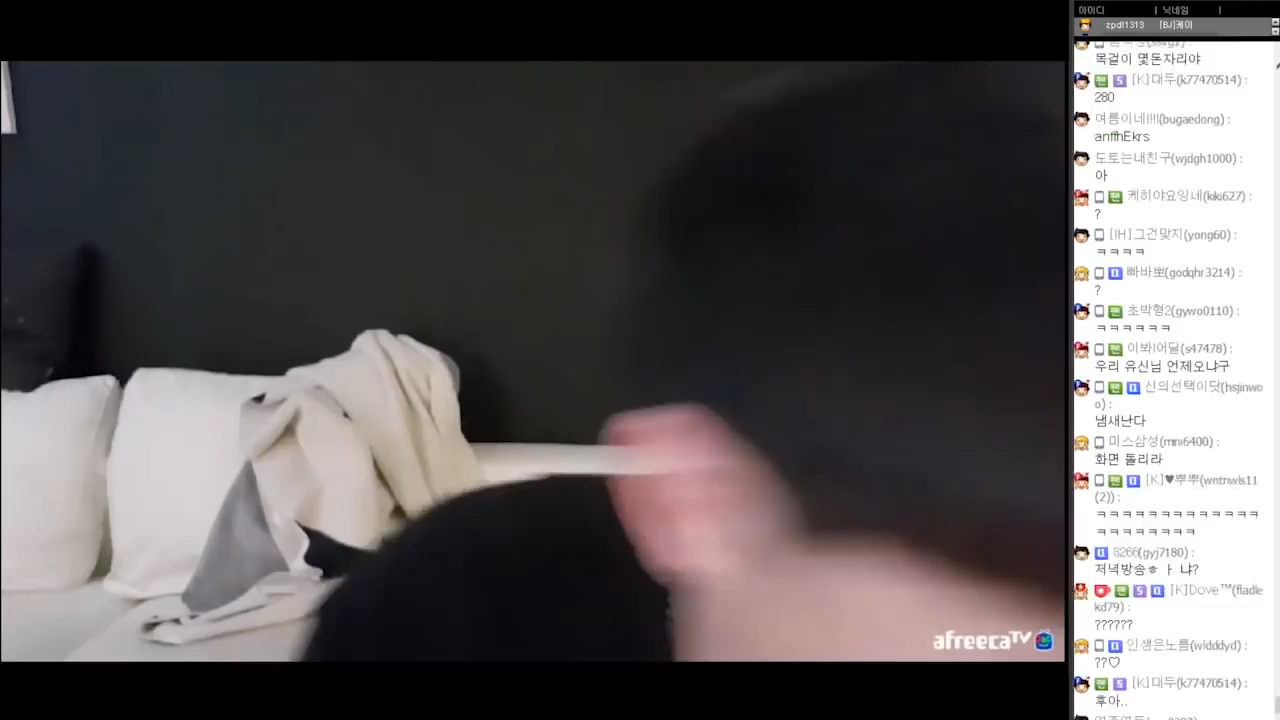 아이디 | 닉네임 |
zpdl1313 [BJ]케이
목걸이 몇돈자리야
[K]대두(k77470514) :
280
여름이네!!!(bugaedong) :
anffhEkrs
도토는내친구(wjdgh1000) :
아
케히야요잉네(kiki627) :
?
[IH]그건맞지(yong60) :
ㅋㅋㅋㅋ
빠바뽀(godqhr3214) :
?
초박형2(gywo0110) :
ㅋㅋㅋㅋㅋㅋ
이봐!어딜(s47478) :
우리 유신님 언제오냐구
신의선택이닷(hsjinwo
o) :
냄새난다
미스삼성(mni6400) :
화면 돌리라
[K]♥뿌뿌(wntnwls11
(2)) :
ㅋㅋㅋㅋㅋㅋㅋㅋㅋㅋㅋㅋㅋ
ㅋㅋㅋㅋㅋㅋㅋㅋ
8266(gyj7180) :
저녁방송ㅎㅏ냐?
[K]Dove™(fladle
kd79) :
??????
인생은노름(wldddyd) :
??♡
[K]대두(k77470514) :
후아..
afreecaTV